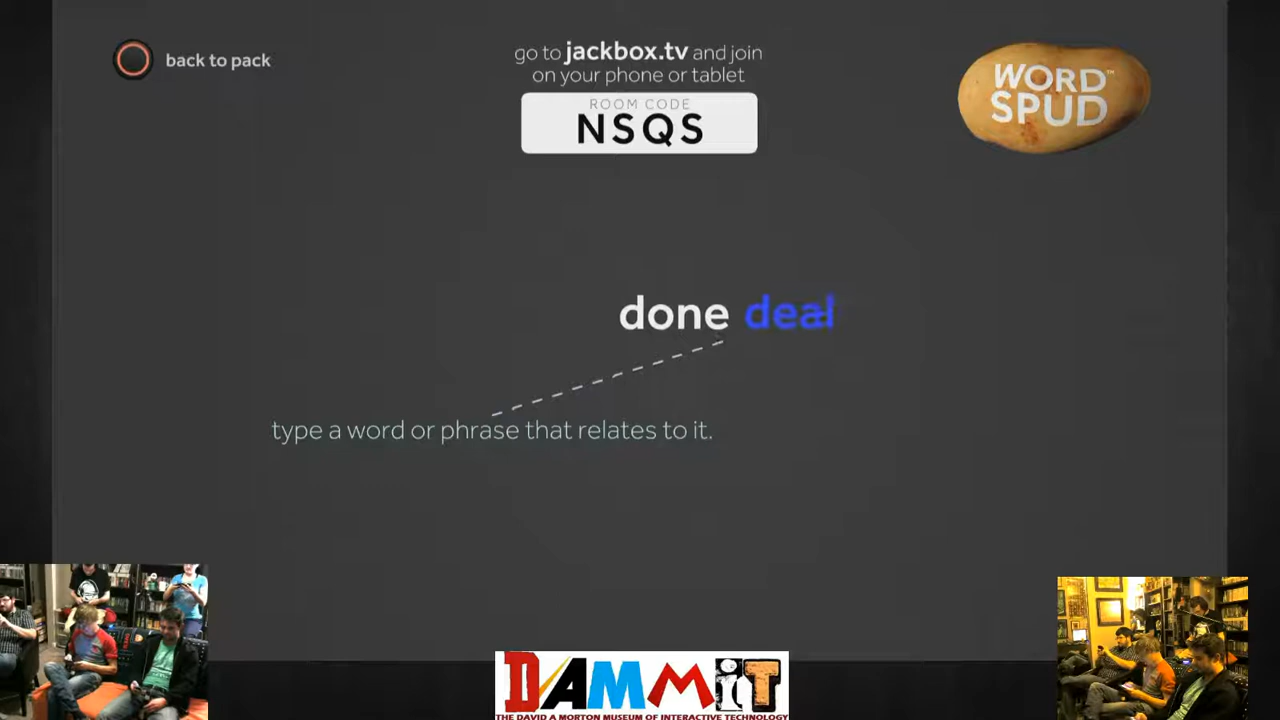 back to pack
go to jackbox.tv and join
on your phone or tablet
ROOM CODE
NSQS
WORD™
SPUD
done deal
type a word or phrase that relates to it.
DAMMiT
THE DAVID A MORTON MUSEUM OF INTERACTIVE TECHNOLOGY